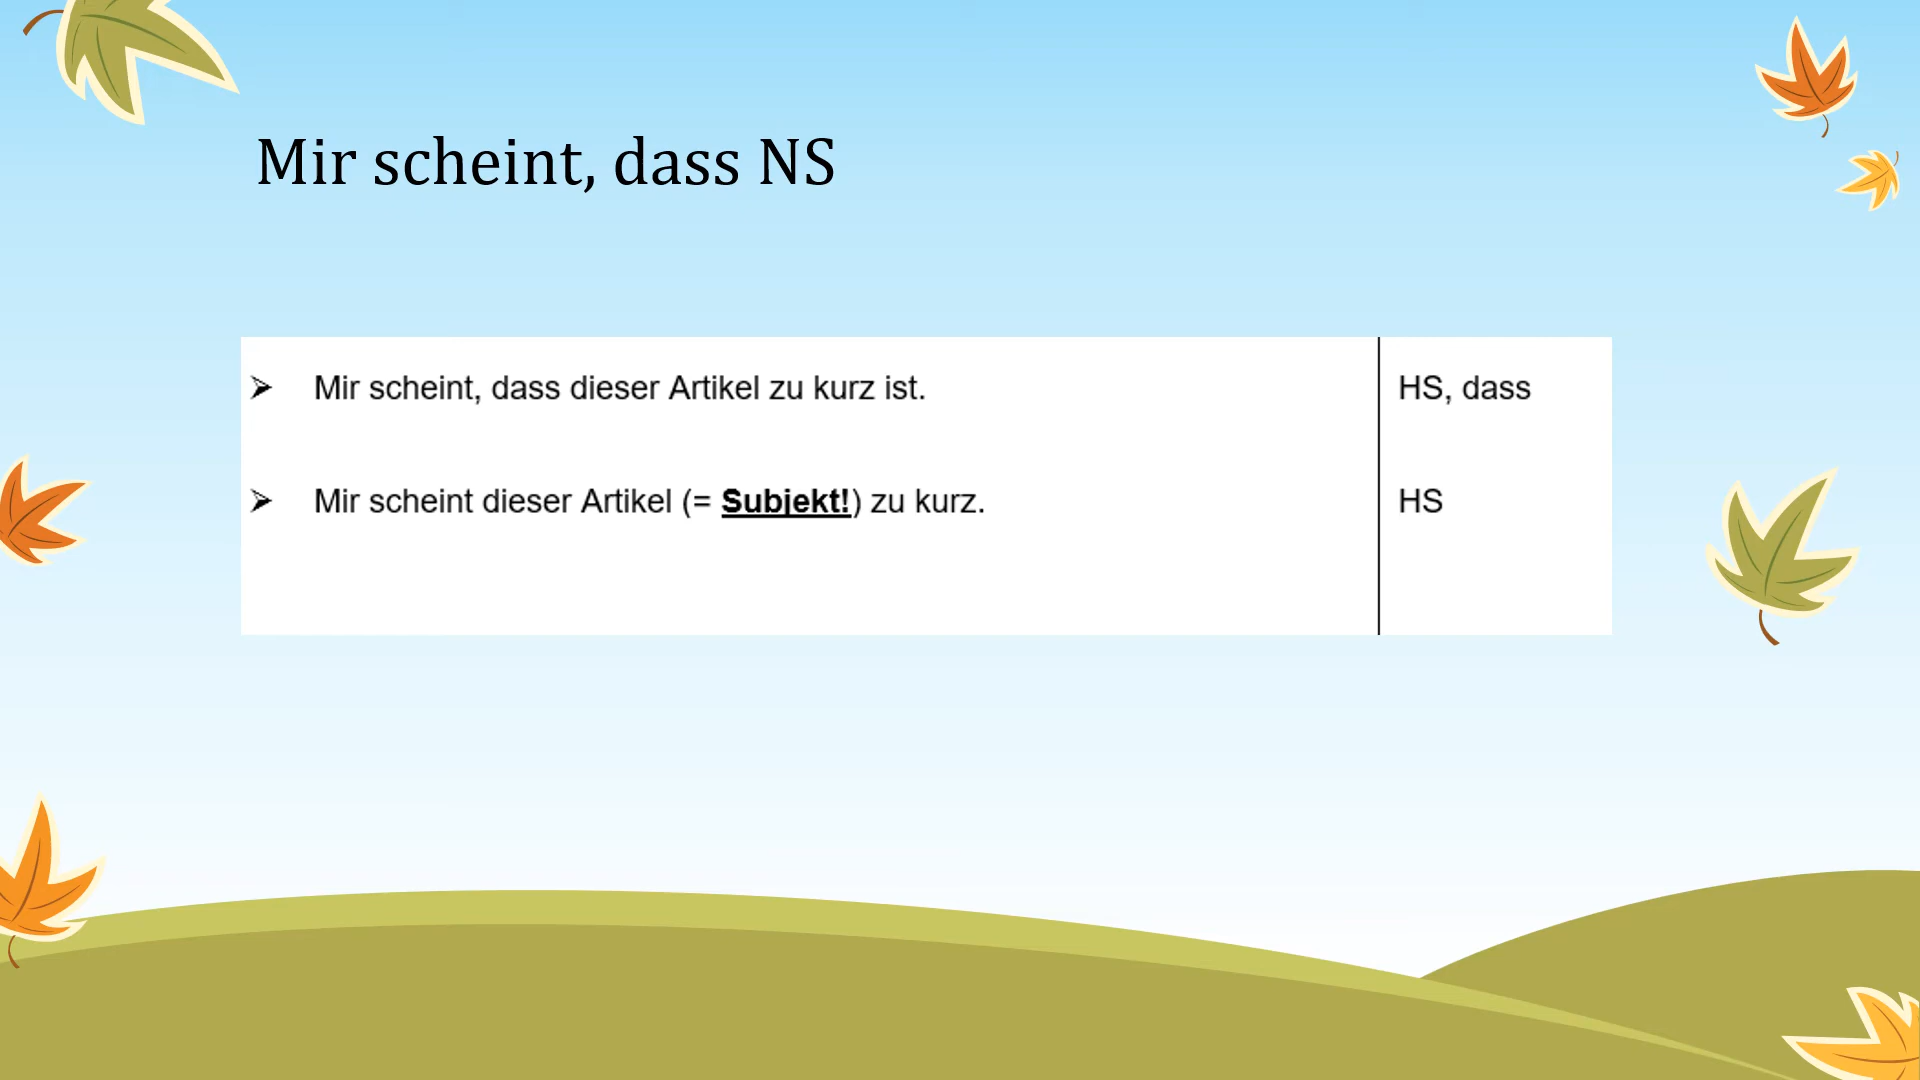 Mir scheint, dass NS
➢ Mir scheint, dass dieser Artikel zu kurz ist. HS, dass
➢ Mir scheint dieser Artikel (= Subjekt!) zu kurz. HS